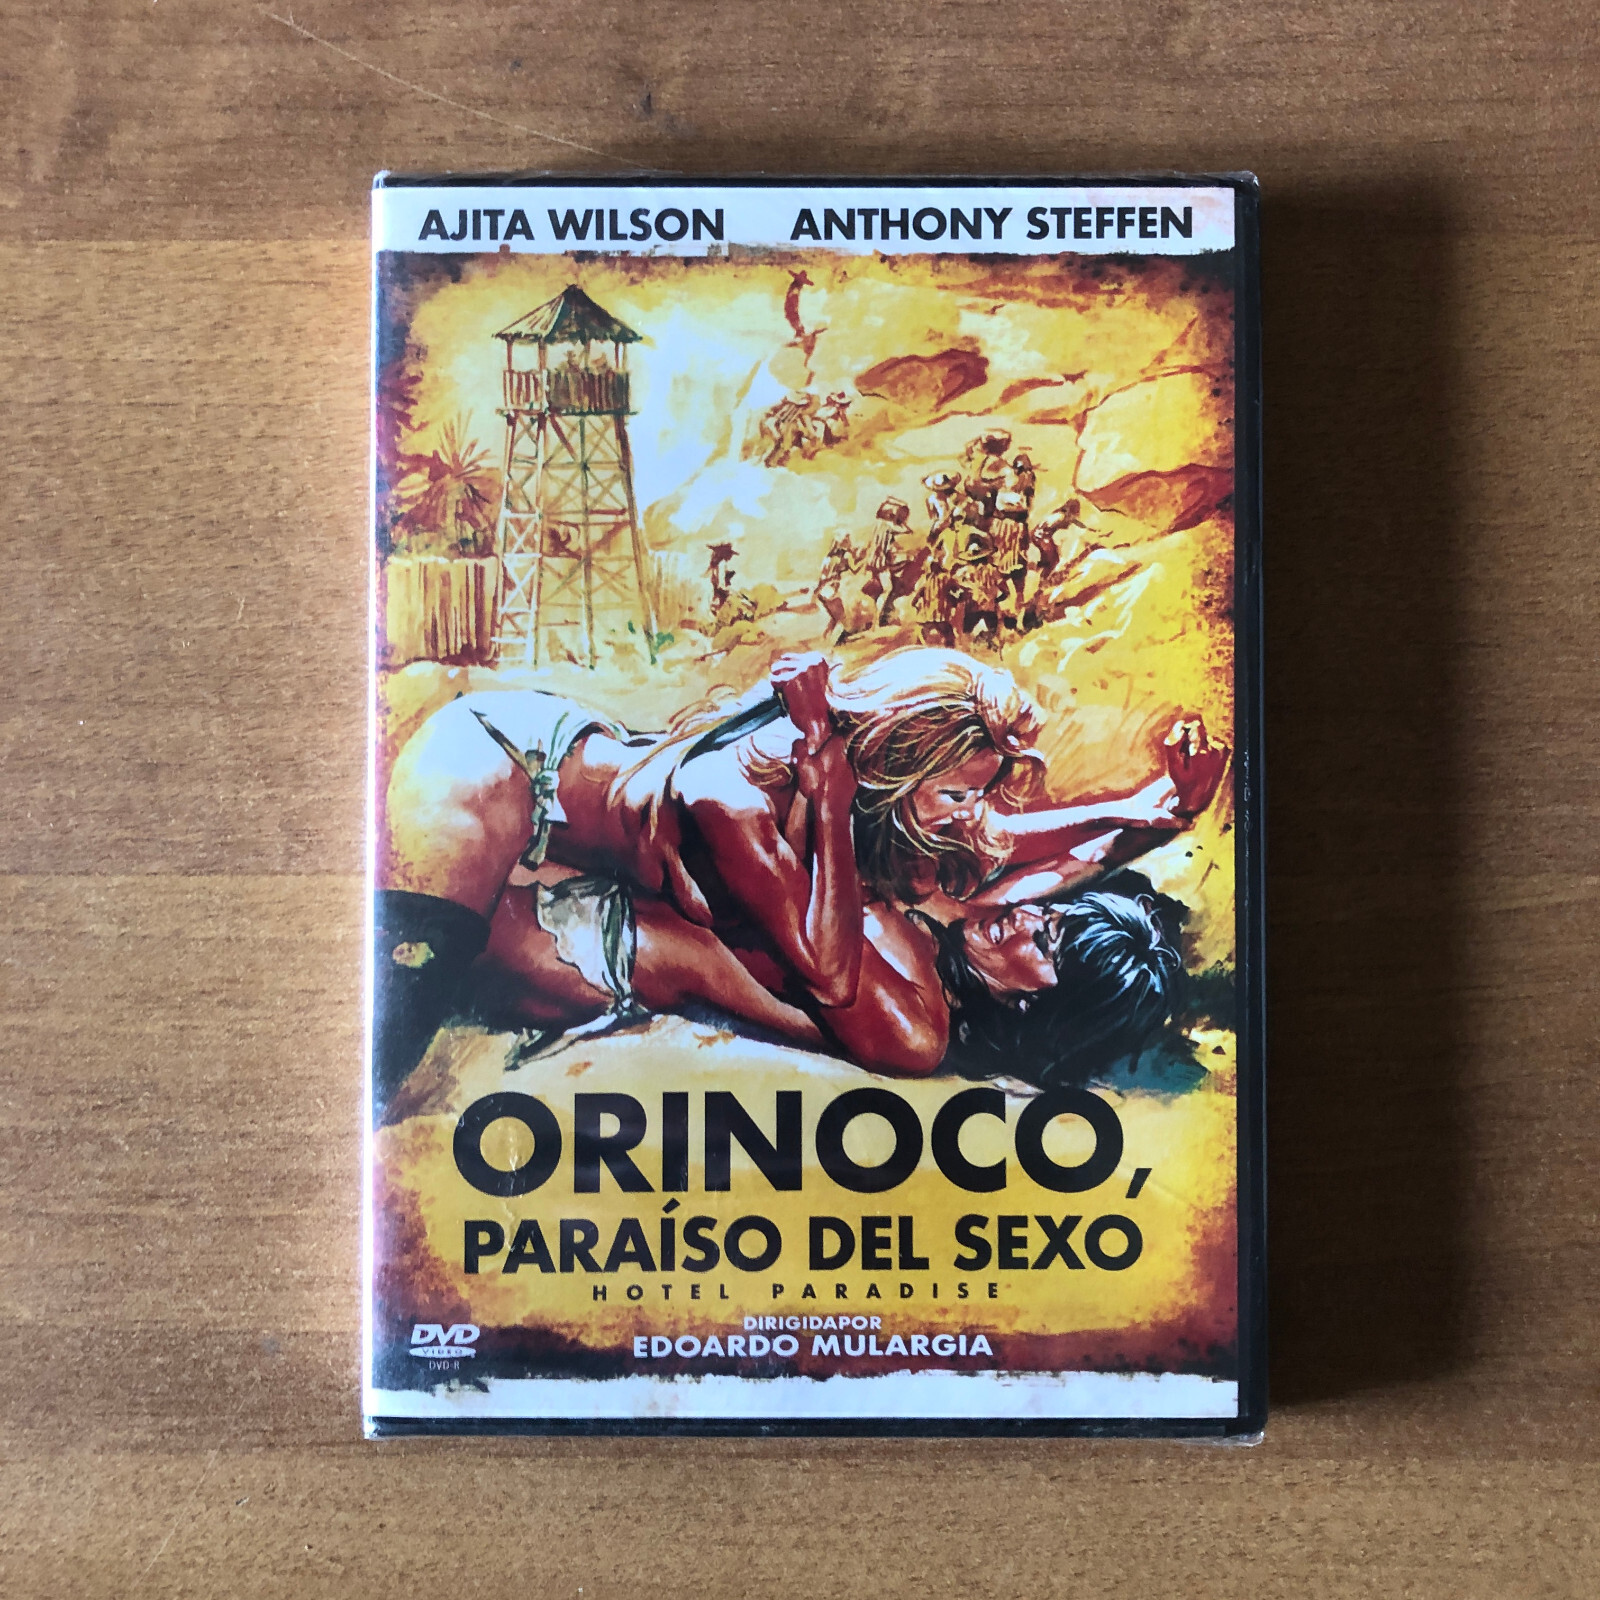 AJITA WILSON ANTHONY STEFFEN
ORINOCO,
PARAÍSO DEL SEXO
HOTEL PARADISE
DIRIGIDAPOR
EDOARDO MULARGIA
DVD
VIDEO
DVD-R